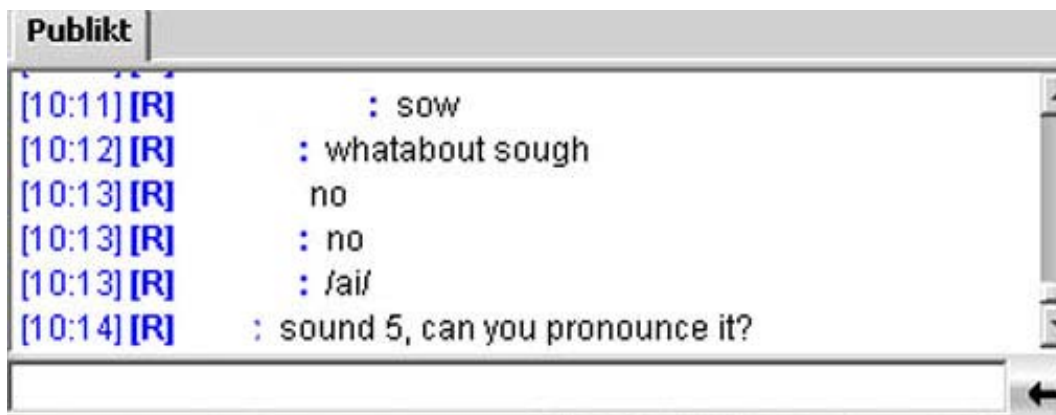 Publikt
[10:11] [R] : sow
[10:12] [R] : whatabout sough
[10:13] [R] no
[10:13] [R] : no
[10:13] [R] : /ai/
[10:14] [R] : sound 5, can you pronounce it?